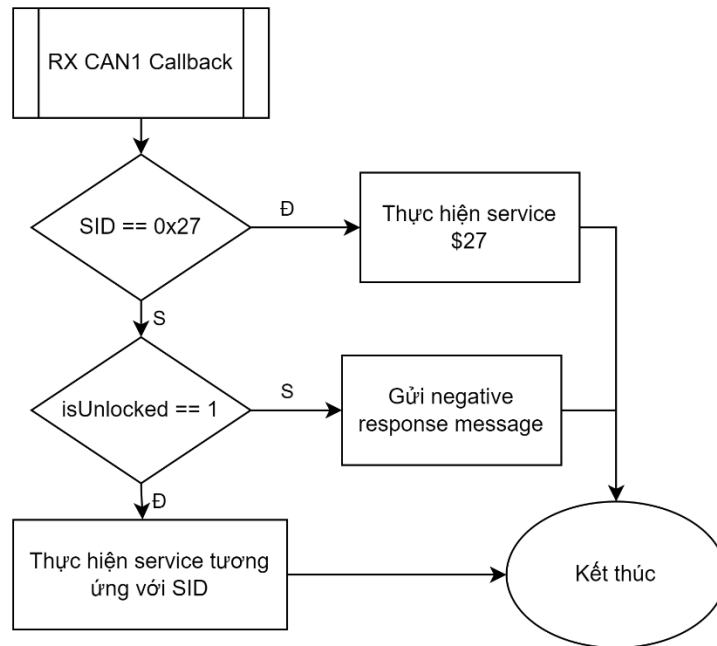 RX CAN1 Callback
SID == 0x27
Đ
Thực hiện service
$27
S
isUnlocked == 1
S
Gửi negative
response message
Đ
Thực hiện service tương
ứng với SID
Kết thúc